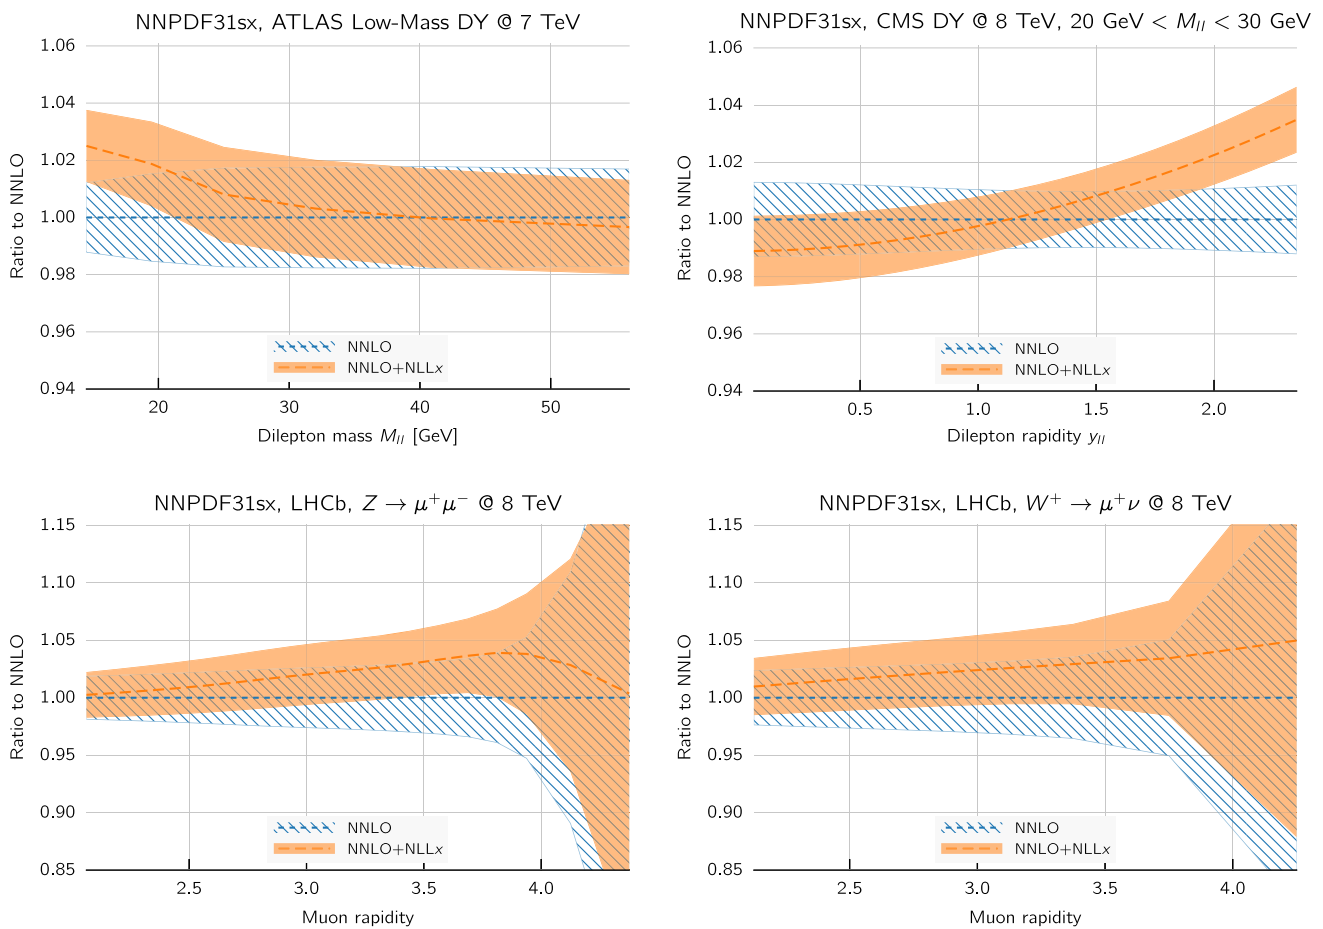 NNPDF31sx, ATLAS Low-Mass DY @ 7 TeV
1.06
1.04
1.02
1.00
0.98
0.96
0.94
Ratio to NNLO
NNLO
NNLO+NLLx
20 30 40 50
Dilepton mass M_ll [GeV]
NNPDF31sx, CMS DY @ 8 TeV, 20 GeV < M_ll < 30 GeV
1.06
1.04
1.02
1.00
0.98
0.96
0.94
Ratio to NNLO
NNLO
NNLO+NLLx
0.5 1.0 1.5 2.0
Dilepton rapidity y_ll
NNPDF31sx, LHCb, Z → μ⁺μ⁻ @ 8 TeV
1.15
1.10
1.05
1.00
0.95
0.90
0.85
Ratio to NNLO
NNLO
NNLO+NLLx
2.5 3.0 3.5 4.0
Muon rapidity
NNPDF31sx, LHCb, W⁺ → μ⁺ν @ 8 TeV
1.15
1.10
1.05
1.00
0.95
0.90
0.85
Ratio to NNLO
NNLO
NNLO+NLLx
2.5 3.0 3.5 4.0
Muon rapidity